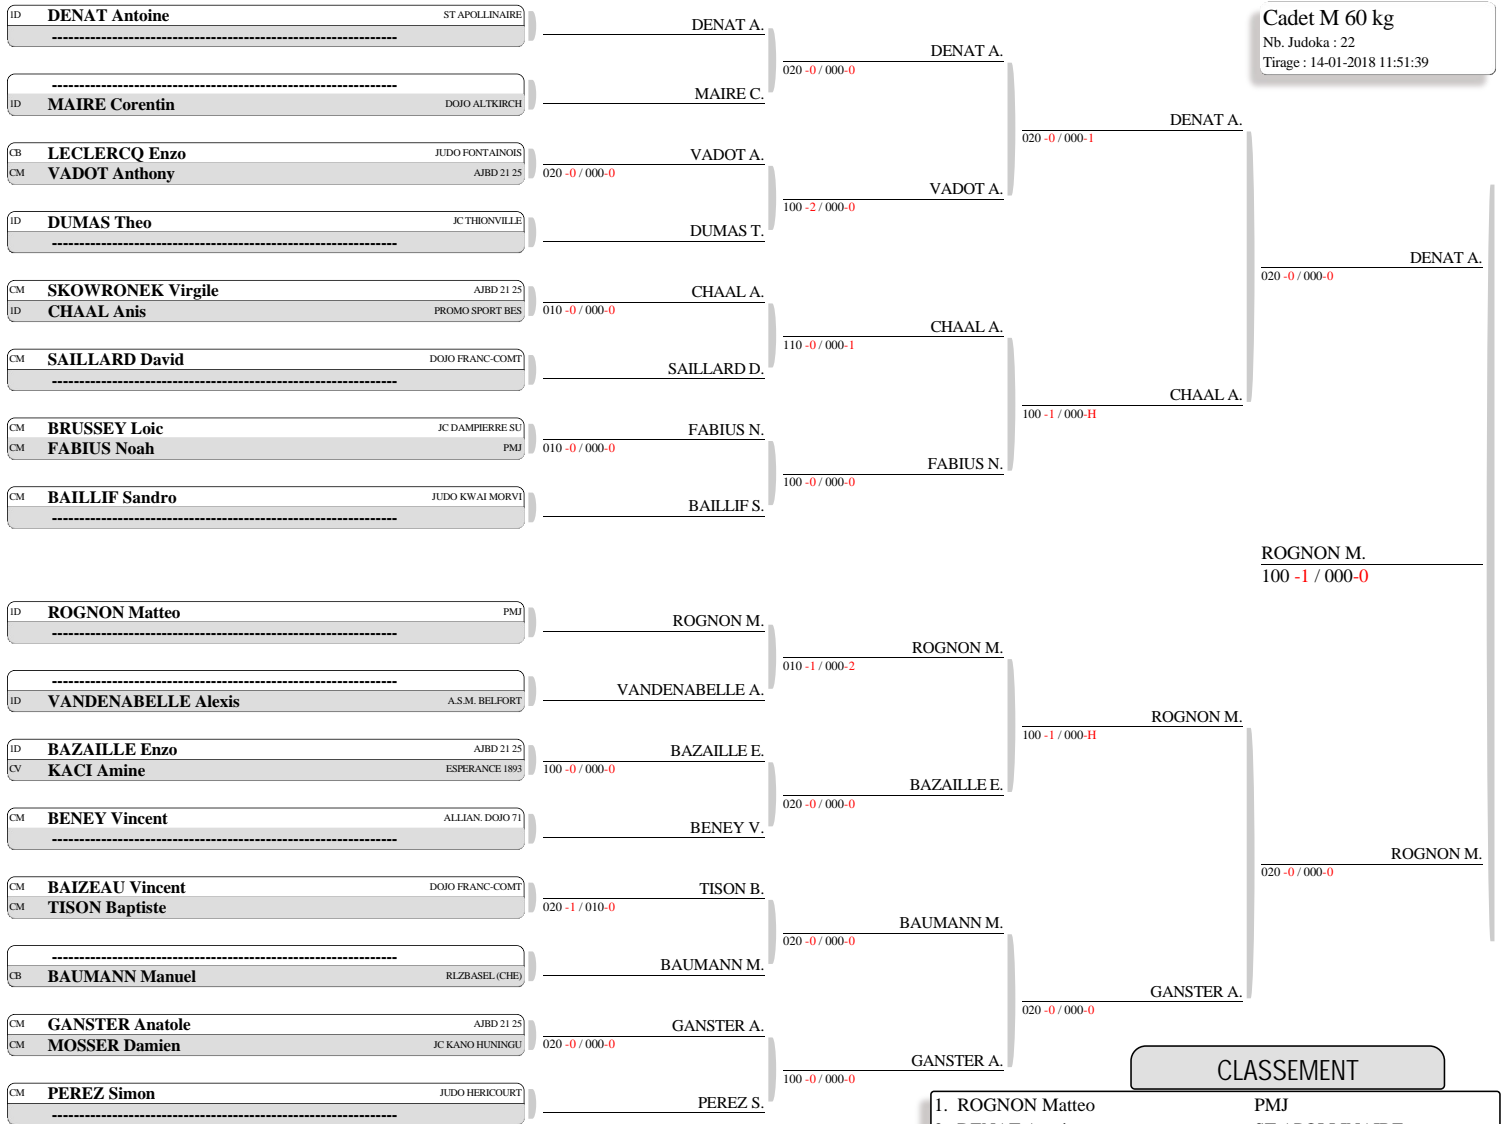 Cadet M 60 kg
Nb. Judoka : 22
Tirage : 14-01-2018 11:51:39
1D DENAT Antoine ST APOLLINAIRE
----------------------------------------------------------------
----------------------------------------------------------------
1D MAIRE Corentin DOJO ALTKIRCH
CB LECLERCQ Enzo JUDO FONTAINOIS
CM VADOT Anthony AJBD 21 25
1D DUMAS Theo JC THIONVILLE
----------------------------------------------------------------
CM SKOWRONEK Virgile AJBD 21 25
1D CHAAL Anis PROMO SPORT BES
CM SAILLARD David DOJO FRANC-COMT
----------------------------------------------------------------
CM BRUSSEY Loic JC DAMPIERRE SU
CM FABIUS Noah PMJ
CM BAILLIF Sandro JUDO KWAI MORVI
----------------------------------------------------------------
1D ROGNON Matteo PMJ
----------------------------------------------------------------
----------------------------------------------------------------
1D VANDENABELLE Alexis A.S.M. BELFORT
1D BAZAILLE Enzo AJBD 21 25
CV KACI Amine ESPERANCE 1893
CM BENEY Vincent ALLIAN. DOJO 71
----------------------------------------------------------------
CM BAIZEAU Vincent DOJO FRANC-COMT
CM TISON Baptiste
----------------------------------------------------------------
CB BAUMANN Manuel RLZBASEL (CHE)
CM GANSTER Anatole AJBD 21 25
CM MOSSER Damien JC KANO HUNINGU
CM PEREZ Simon JUDO HERICOURT
----------------------------------------------------------------
DENAT A.
MAIRE C.
VADOT A.
020 -0 / 000-0
DUMAS T.
CHAAL A.
010 -0 / 000-0
SAILLARD D.
FABIUS N.
010 -0 / 000-0
BAILLIF S.
ROGNON M.
VANDENABELLE A.
BAZAILLE E.
100 -0 / 000-0
BENEY V.
TISON B.
020 -1 / 010-0
BAUMANN M.
GANSTER A.
020 -0 / 000-0
PEREZ S.
DENAT A.
020 -0 / 000-0
VADOT A.
100 -2 / 000-0
CHAAL A.
110 -0 / 000-1
FABIUS N.
100 -0 / 000-0
ROGNON M.
010 -1 / 000-2
BAZAILLE E.
020 -0 / 000-0
BAUMANN M.
020 -0 / 000-0
GANSTER A.
100 -0 / 000-0
DENAT A.
020 -0 / 000-1
CHAAL A.
100 -1 / 000-H
ROGNON M.
100 -1 / 000-H
GANSTER A.
020 -0 / 000-0
DENAT A.
020 -0 / 000-0
ROGNON M.
020 -0 / 000-0
ROGNON M.
100 -1 / 000-0
CLASSEMENT
1. ROGNON Matteo PMJ